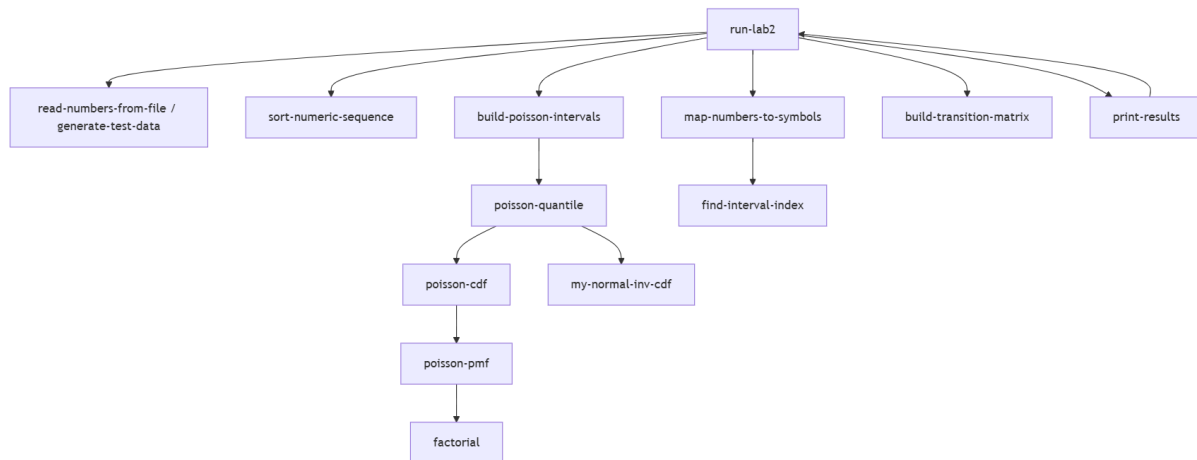 run-lab2
read-numbers-from-file /
generate-test-data
sort-numeric-sequence
build-poisson-intervals
map-numbers-to-symbols
build-transition-matrix
print-results
poisson-quantile
find-interval-index
poisson-cdf
my-normal-inv-cdf
poisson-pmf
factorial